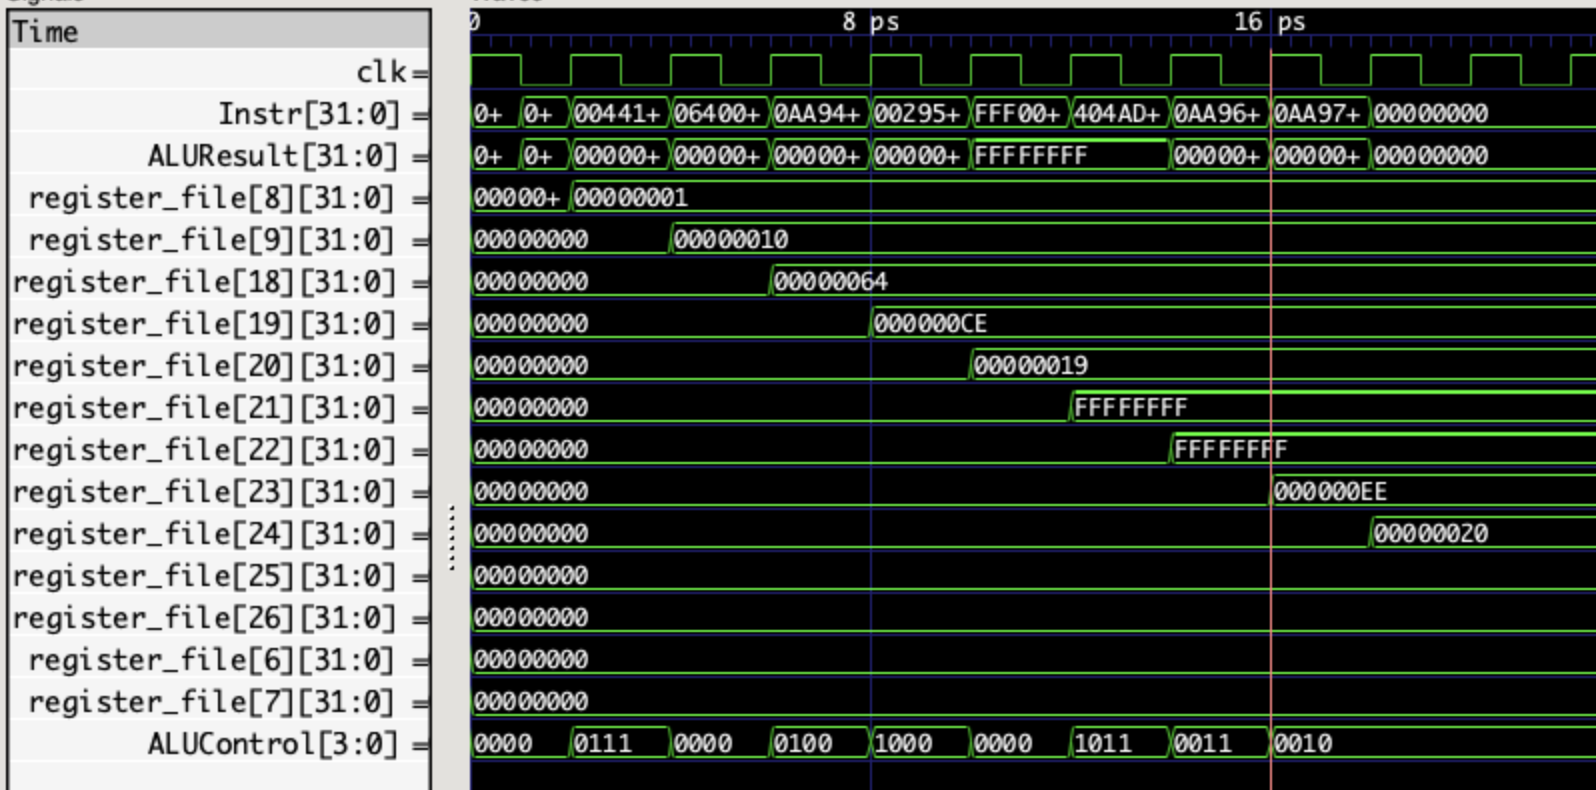 Time 0 8 ps 16 ps
clk=
Instr[31:0] = 0+ 0+ 00441+ 06400+ 0AA94+ 00295+ FFF00+ 404AD+ 0AA96+ 0AA97+ 00000000
ALUResult[31:0] = 0+ 0+ 00000+ 00000+ 00000+ 00000+ FFFFFFFF 00000+ 00000+ 00000000
register_file[8][31:0] = 00000+ 00000001
register_file[9][31:0] = 00000000 00000010
register_file[18][31:0] = 00000000 00000064
register_file[19][31:0] = 00000000 000000CE
register_file[20][31:0] = 00000000 00000019
register_file[21][31:0] = 00000000 FFFFFFFF
register_file[22][31:0] = 00000000 FFFFFFFF
register_file[23][31:0] = 00000000 000000EE
register_file[24][31:0] = 00000000 00000020
register_file[25][31:0] = 00000000
register_file[26][31:0] = 00000000
register_file[6][31:0] = 00000000
register_file[7][31:0] = 00000000
ALUControl[3:0] = 0000 0111 0000 0100 1000 0000 1011 0011 0010